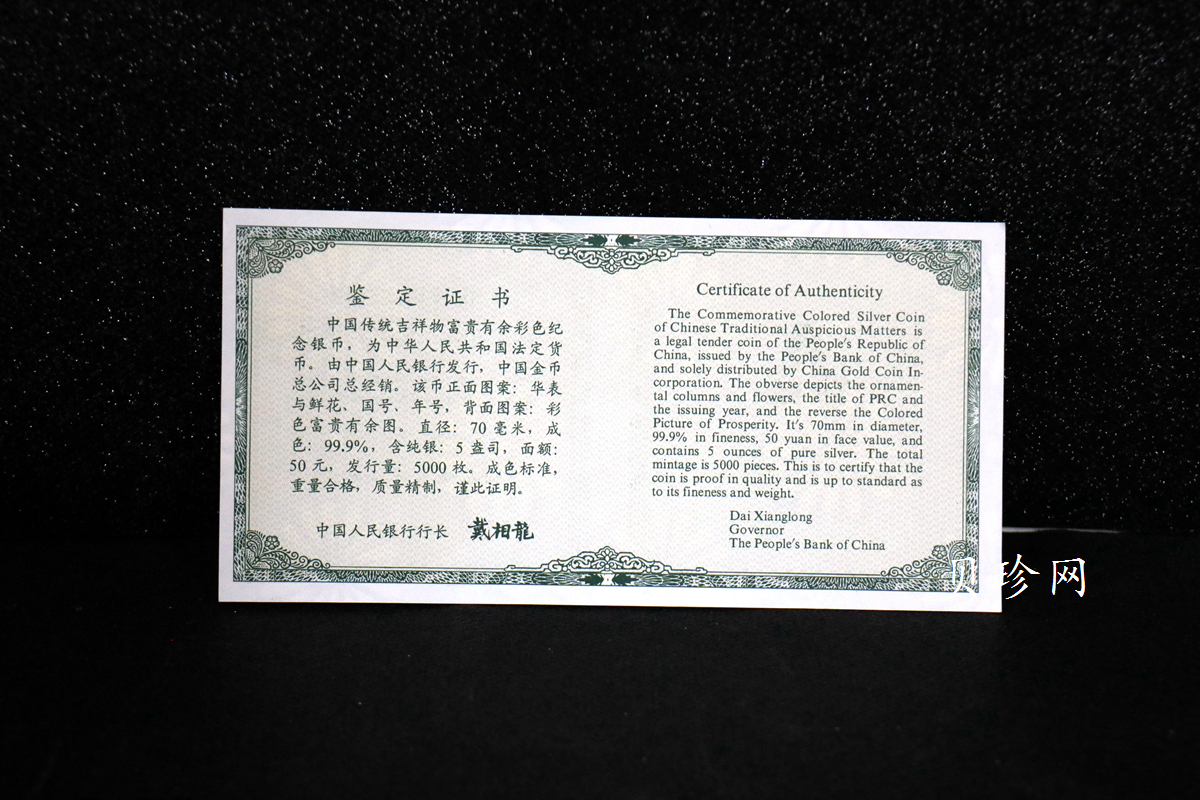 鉴定证书
中国传统吉祥物富贵有余彩色纪
念银币，为中华人民共和国法定货
币。由中国人民银行发行，中国金币
总公司总经销。该币正面图案：华表
与鲜花、国号、年号，背面图案：彩
色富贵有余图。直径：70毫米，成
色：99.9%，含纯银：5盎司，面额：
50元，发行量：5000枚。成色标准，
重量合格，质量精制，谨此证明。
中国人民银行行长 戴相龍
Certificate of Authenticity
The Commemorative Colored Silver Coin
of Chinese Traditional Auspicious Matters is
a legal tender coin of the People's Republic of
China, issued by the People's Bank of China,
and solely distributed by China Gold Coin In-
corporation. The obverse depicts the ornamen-
tal columns and flowers, the title of PRC and
the issuing year, and the reverse the Colored
Picture of Prosperity. It's 70mm in diameter,
99.9% in fineness, 50 yuan in face value, and
contains 5 ounces of pure silver. The total
mintage is 5000 pieces. This is to certify that the
coin is proof in quality and is up to standard as
to its fineness and weight.
Dai Xianglong
Governor
The People's Bank of China
贝珍网